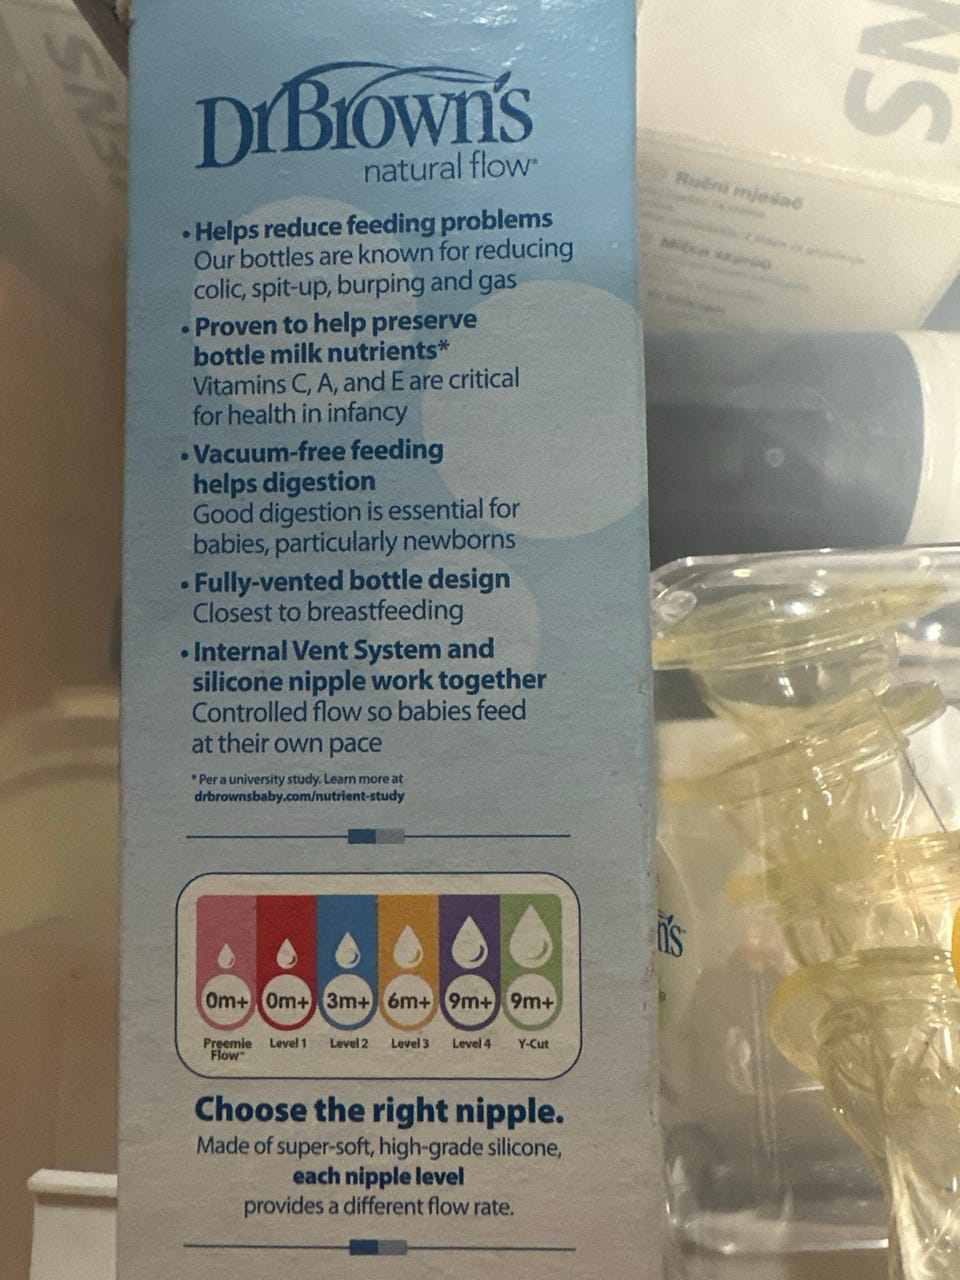 DrBrown's
natural flow®
• Helps reduce feeding problems
Our bottles are known for reducing
colic, spit-up, burping and gas
• Proven to help preserve
bottle milk nutrients*
Vitamins C, A, and E are critical
for health in infancy
• Vacuum-free feeding
helps digestion
Good digestion is essential for
babies, particularly newborns
• Fully-vented bottle design
Closest to breastfeeding
• Internal Vent System and
silicone nipple work together
Controlled flow so babies feed
at their own pace
* Per a university study. Learn more at
drbrownsbaby.com/nutrient-study
0m+ 0m+ 3m+ 6m+ 9m+ 9m+
Preemie Level 1 Level 2 Level 3 Level 4 Y-Cut
Flow™
Choose the right nipple.
Made of super-soft, high-grade silicone,
each nipple level
provides a different flow rate.
SN
Ručni mješač
n's